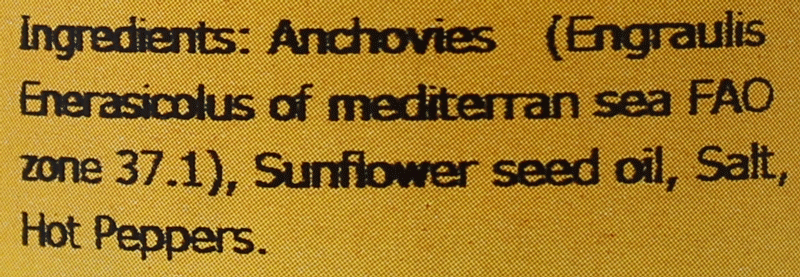 Ingredients: Anchovies (Engraulis
Enerasicolus of mediterran sea FAO
zone 37.1), Sunflower seed oil, Salt,
Hot Peppers.